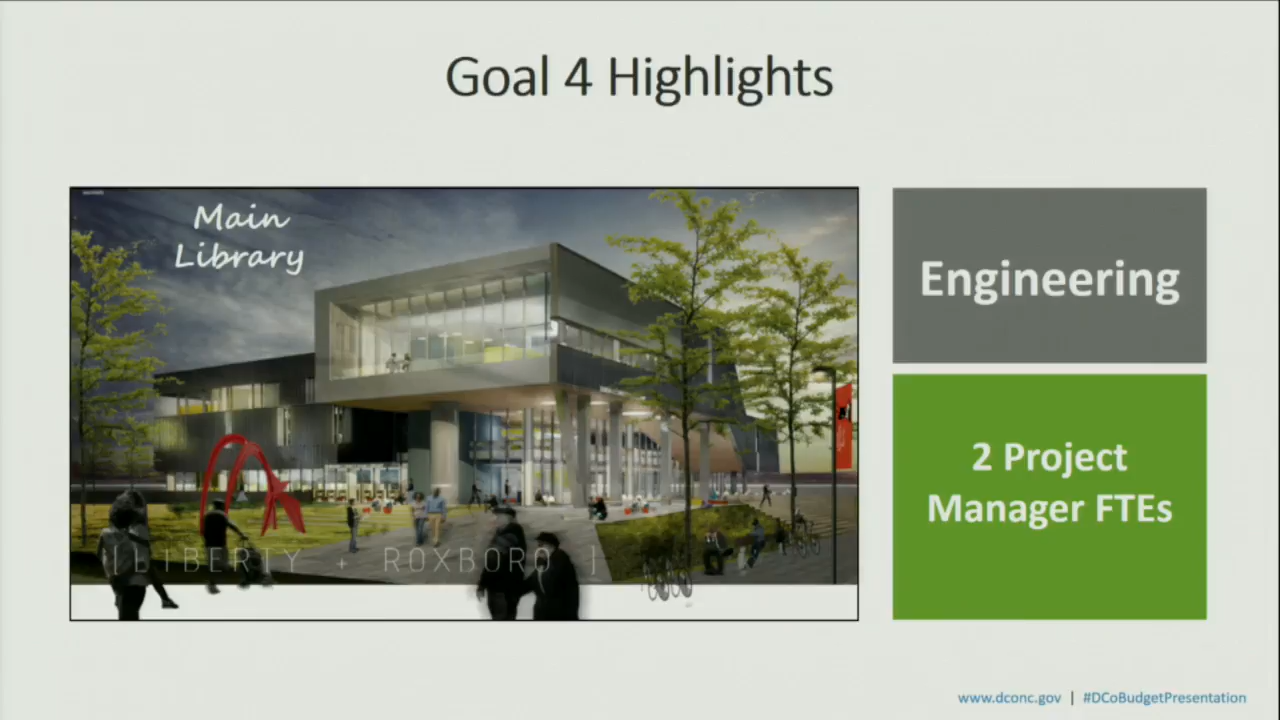 Goal 4 Highlights
Main
Library
[ LIBERTY + ROXBORO ]
Engineering
2 Project
Manager FTEs
www.dconc.gov | #DCoBudgetPresentation